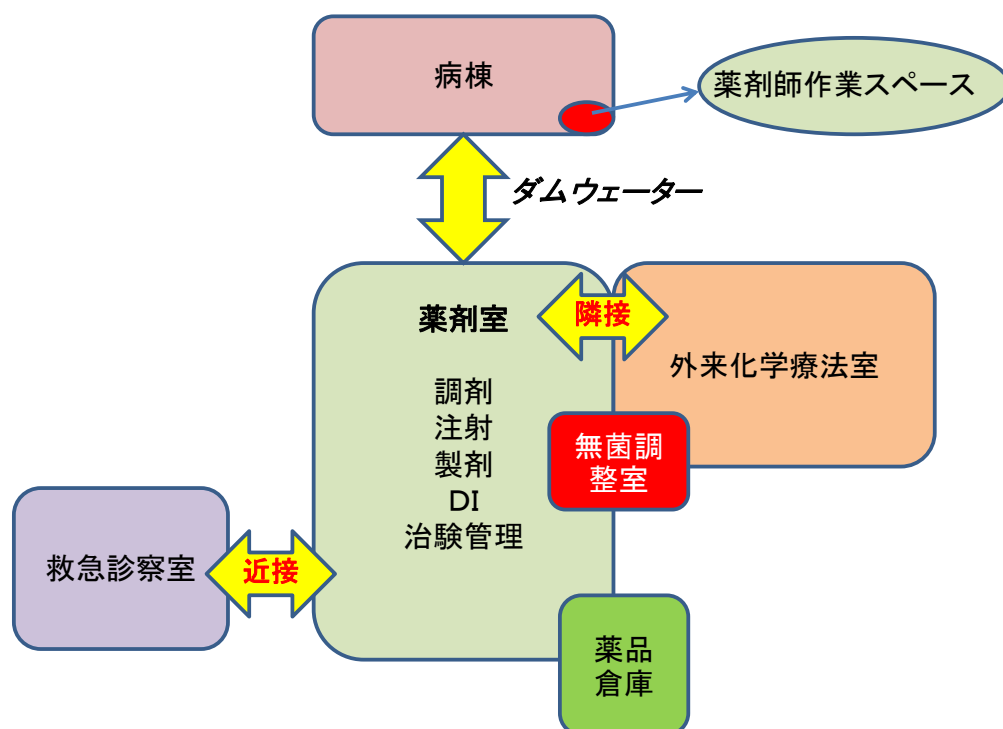 病棟
薬剤師作業スペース
ダムウェーター
薬剤室
隣接
外来化学療法室
調剤
注射
製剤
DI
治験管理
無菌調
整室
救急診察室
近接
薬品
倉庫